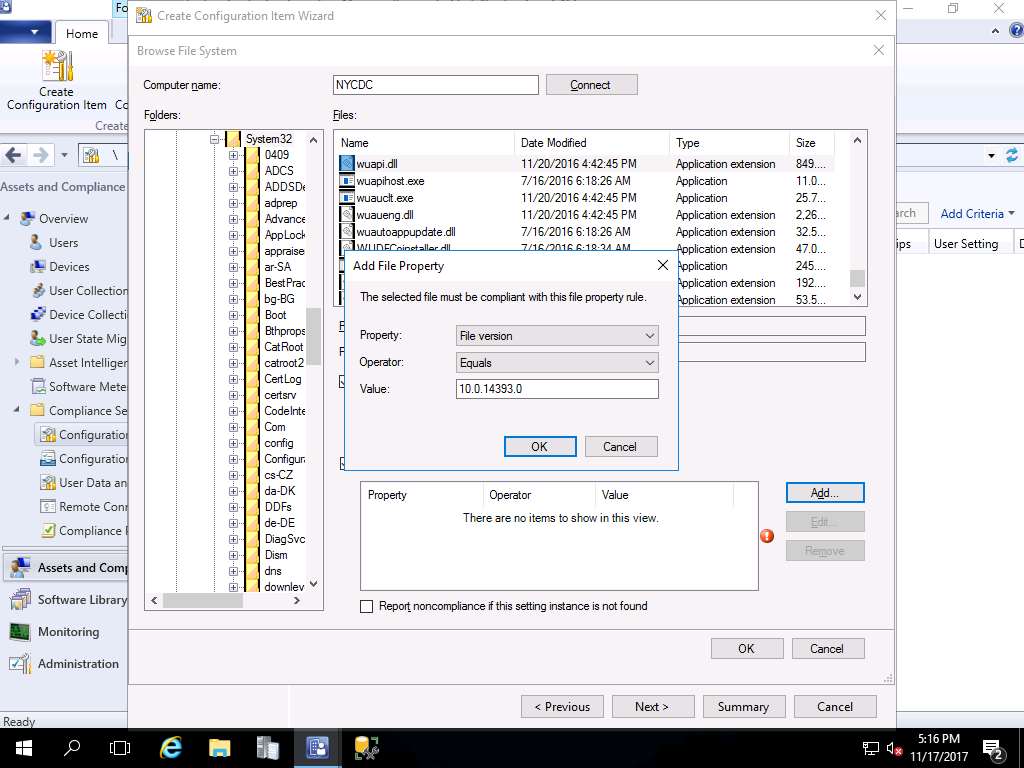 Fo
Create Configuration Item Wizard
Home
Browse File System
Create
Configuration Item
Co
Create
Computer name:
NYCDC
Connect
Folders:
Files:
\
Assets and Compliance
Overview
Users
Devices
User Collection
Device Collecti
User State Mig
Asset Intelliger
Software Mete
Compliance Se
Configuration
Configuration
User Data an
Remote Conn
Compliance P
Assets and Comp
Software Library
Monitoring
Administration
Ready
System32
0409
ADCS
ADDSDe
adprep
Advance
AppLock
appraise
ar-SA
BestPrac
bg-BG
Boot
Bthprops
CatRoot
catroot2
CertLog
certsrv
CodeInte
Com
config
Configura
cs-CZ
da-DK
DDFs
de-DE
DiagSvc
Dism
dns
downlev
Name Date Modified Type Size
wuapi.dll 11/20/2016 4:42:45 PM Application extension 849....
wuapihost.exe 7/16/2016 6:18:26 AM Application 11.0...
wuauclt.exe 7/16/2016 6:18:26 AM Application 25.7...
wuaueng.dll 11/20/2016 4:42:45 PM Application extension 2,26...
wuautoappupdate.dll 7/16/2016 6:18:26 AM Application extension 32.5...
WUDFCoinstaller.dll 7/16/2016 6:18:34 AM Application extension 47.0...
Application 245....
Application extension 192....
Application extension 53.5...
arch
Add Criteria
ips
User Setting
D
Add File Property
The selected file must be compliant with this file property rule.
Property: File version
Operator: Equals
Value: 10.0.14393.0
OK
Cancel
Property Operator Value
There are no items to show in this view.
Add...
Edit...
Remove
Report noncompliance if this setting instance is not found
OK
Cancel
< Previous
Next >
Summary
Cancel
5:16 PM
11/17/2017
2